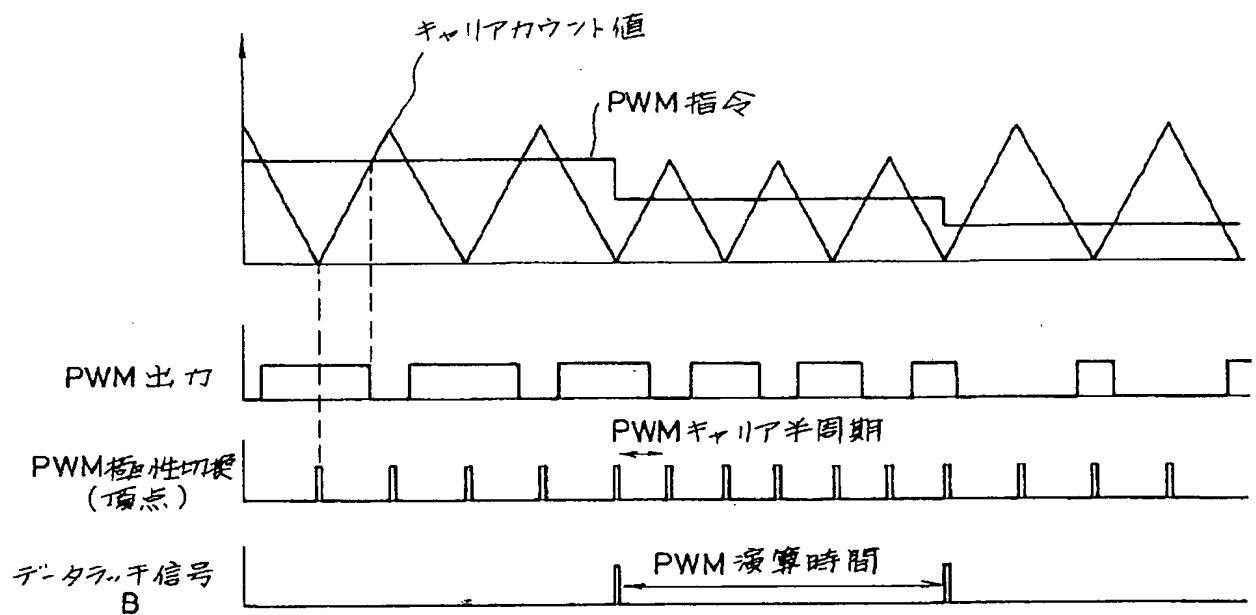 キャリアカウント値
PWM指令
PWM出力
PWMキャリア半周期
PWM極性切換
(頂点)
データラッチ信号
B
PWM演算時間